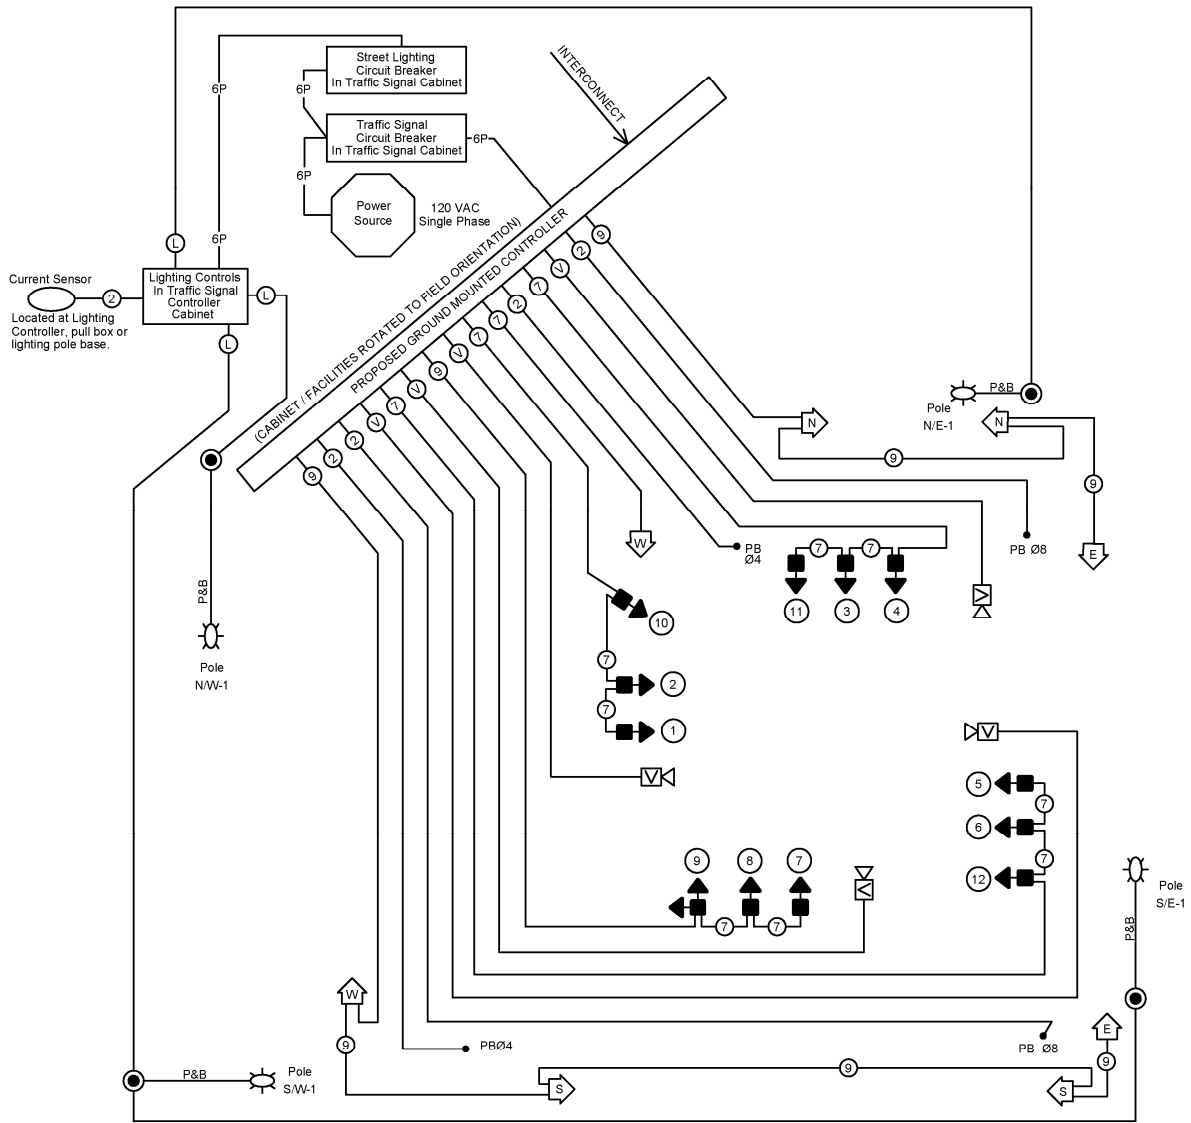 Street Lighting
Circuit Breaker
In Traffic Signal Cabinet
6P
6P
Traffic Signal
Circuit Breaker
In Traffic Signal Cabinet
6P
6P
Power
Source
120 VAC
Single Phase
INTERCONNECT
(CABINET / FACILITIES ROTATED TO FIELD ORIENTATION)
PROPOSED GROUND MOUNTED CONTROLLER
L
6P
Current Sensor
2
Located at Lighting
Controller, pull box or
lighting pole base.
Lighting Controls
In Traffic Signal
Controller
Cabinet
L
L
9
2
V
7
2
7
7
V
9
V
7
V
2
2
9
P&B
Pole
N/E-1
N
N
9
9
E
W
PB
Ø4
PB Ø8
7
7
11
3
4
V
P&B
Pole
N/W-1
10
7
2
7
1
V
V
5
7
6
7
12
9
8
7
V
7
7
Pole
S/E-1
P&B
W
9
PBØ4
PB Ø8
E
9
9
S
S
P&B
Pole
S/W-1